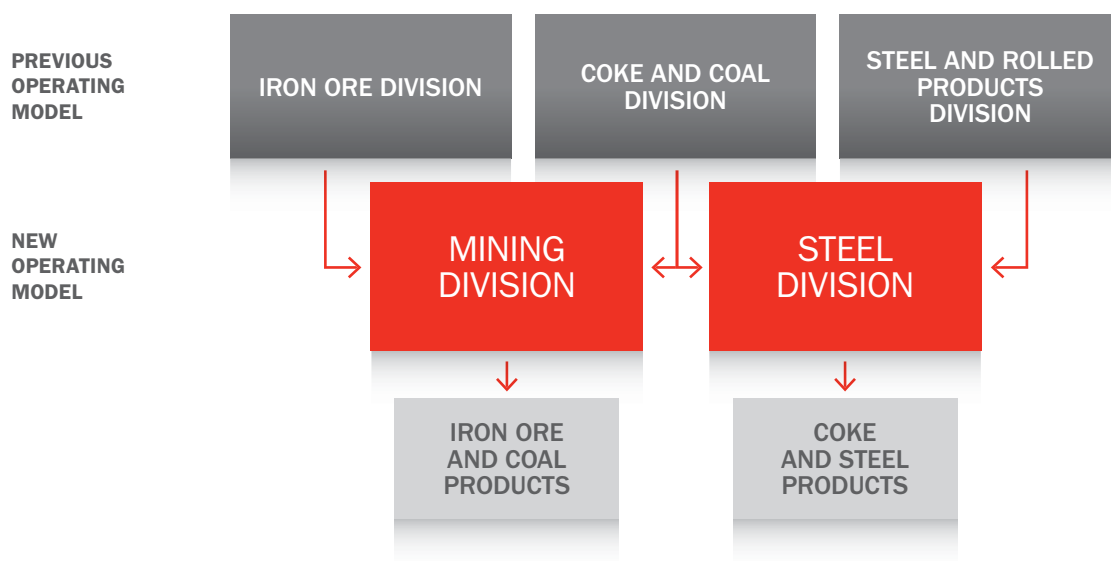 PREVIOUS
OPERATING
MODEL
IRON ORE DIVISION
COKE AND COAL
DIVISION
STEEL AND ROLLED
PRODUCTS
DIVISION
NEW
OPERATING
MODEL
MINING
DIVISION
STEEL
DIVISION
IRON ORE
AND COAL
PRODUCTS
COKE
AND STEEL
PRODUCTS